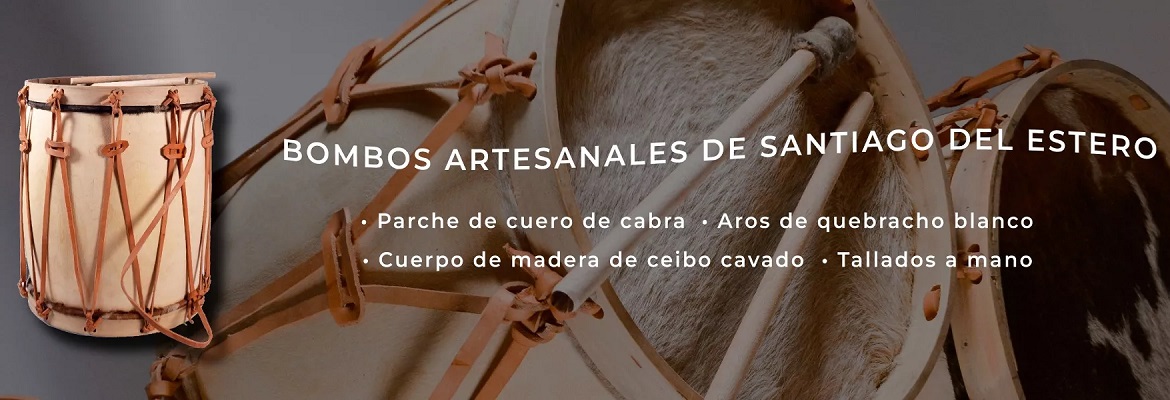 BOMBOS ARTESANALES DE SANTIAGO DEL ESTERO
• Parche de cuero de cabra • Aros de quebracho blanco
• Cuerpo de madera de ceibo cavado • Tallados a mano